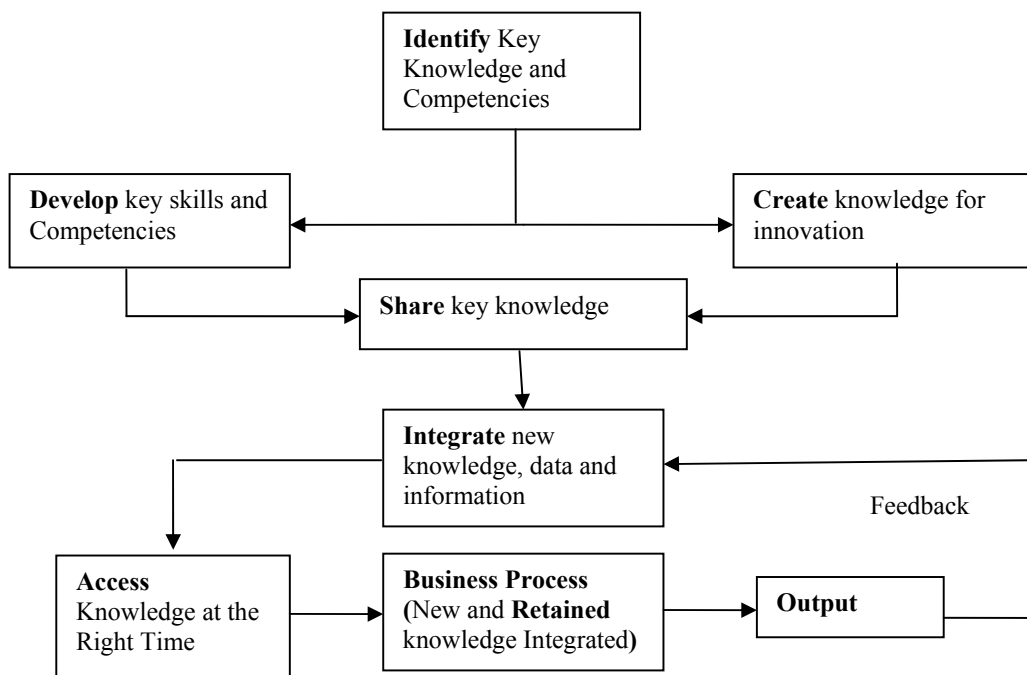 Identify Key
Knowledge and
Competencies
Develop key skills and
Competencies
Create knowledge for
innovation
Share key knowledge
Integrate new
knowledge, data and
information
Feedback
Access
Knowledge at the
Right Time
Business Process
(New and Retained
knowledge Integrated)
Output